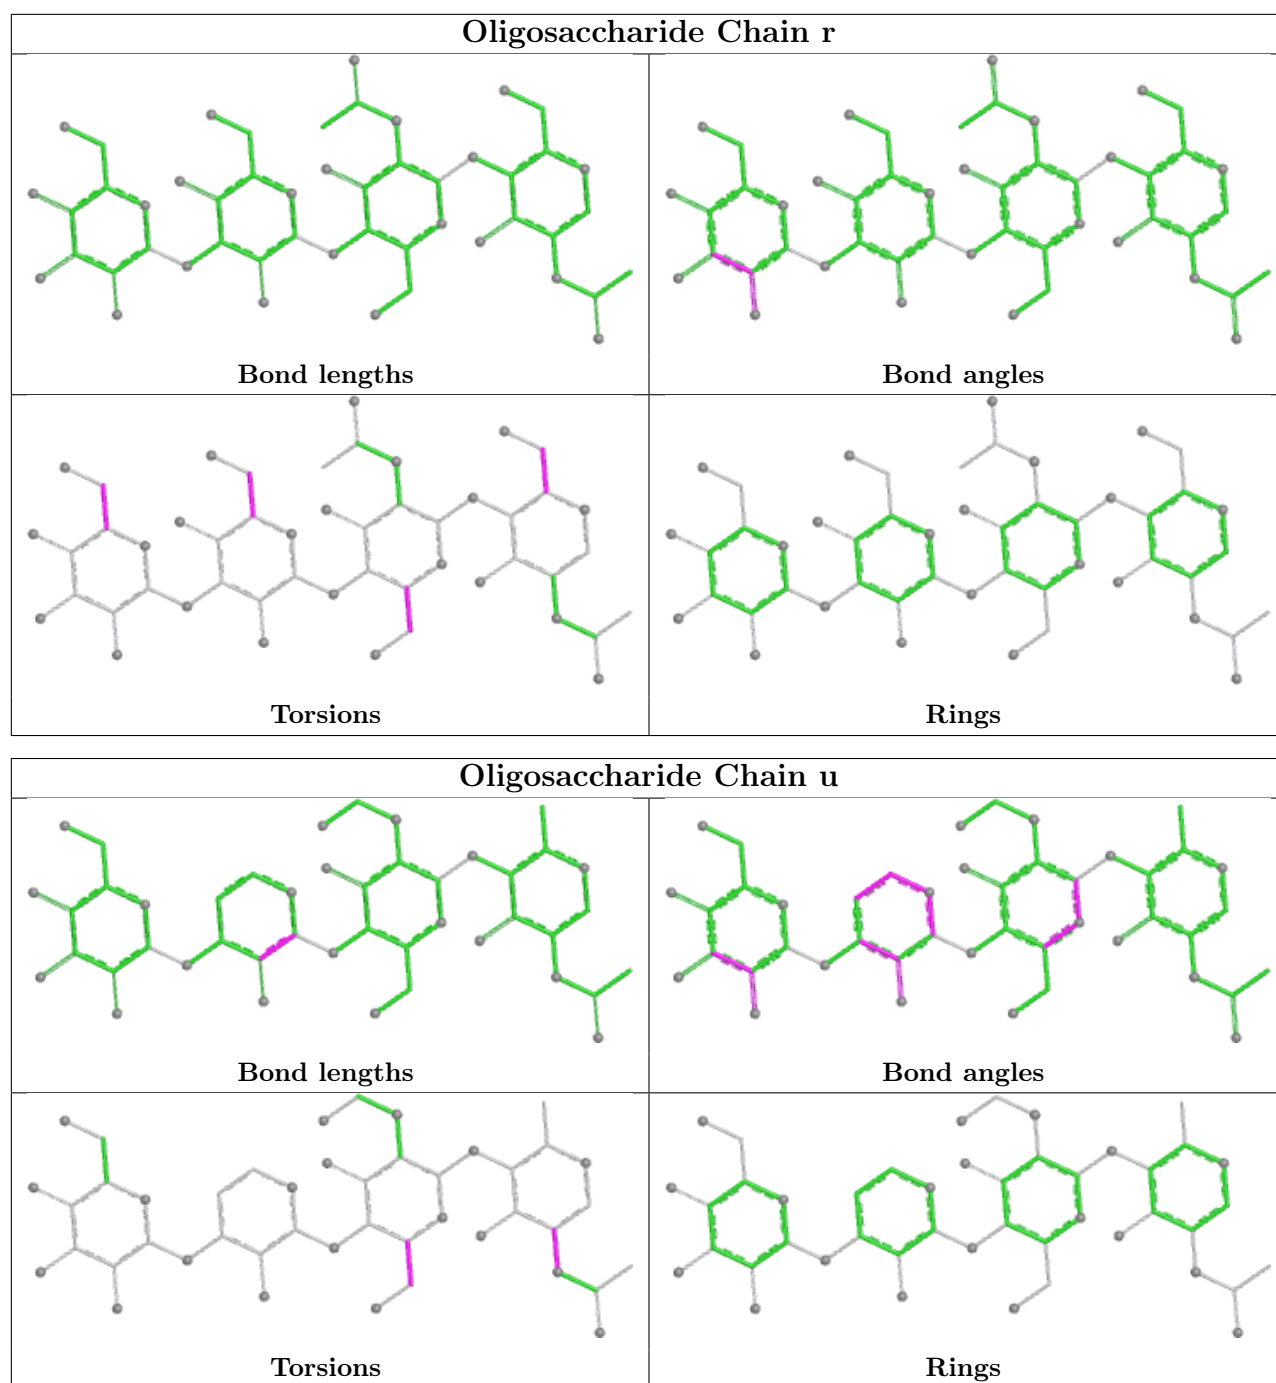 Oligosaccharide Chain r
Bond lengths
Bond angles
Torsions
Rings
Oligosaccharide Chain u
Bond lengths
Bond angles
Torsions
Rings